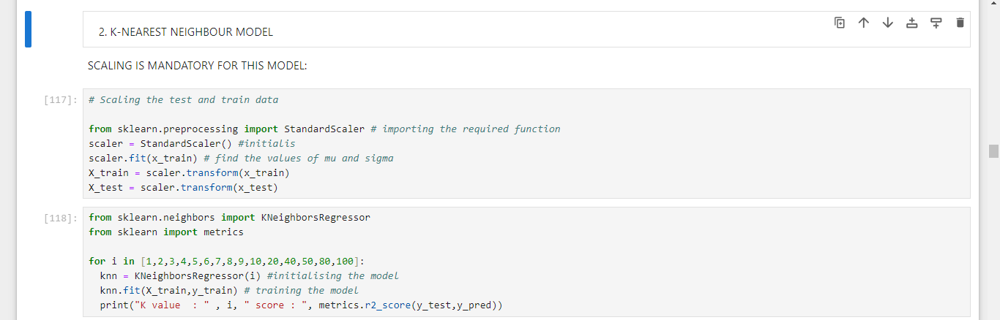 2. K-NEAREST NEIGHBOUR MODEL
SCALING IS MANDATORY FOR THIS MODEL:
[117]:
# Scaling the test and train data
from sklearn.preprocessing import StandardScaler # importing the required function
scaler = StandardScaler() #initialis
scaler.fit(x_train) # find the values of mu and sigma
X_train = scaler.transform(x_train)
X_test = scaler.transform(x_test)
[118]:
from sklearn.neighbors import KNeighborsRegressor
from sklearn import metrics
for i in [1,2,3,4,5,6,7,8,9,10,20,40,50,80,100]:
  knn = KNeighborsRegressor(i) #initialising the model
  knn.fit(X_train,y_train) # training the model
  print("K value  : " , i, " score : ", metrics.r2_score(y_test,y_pred))